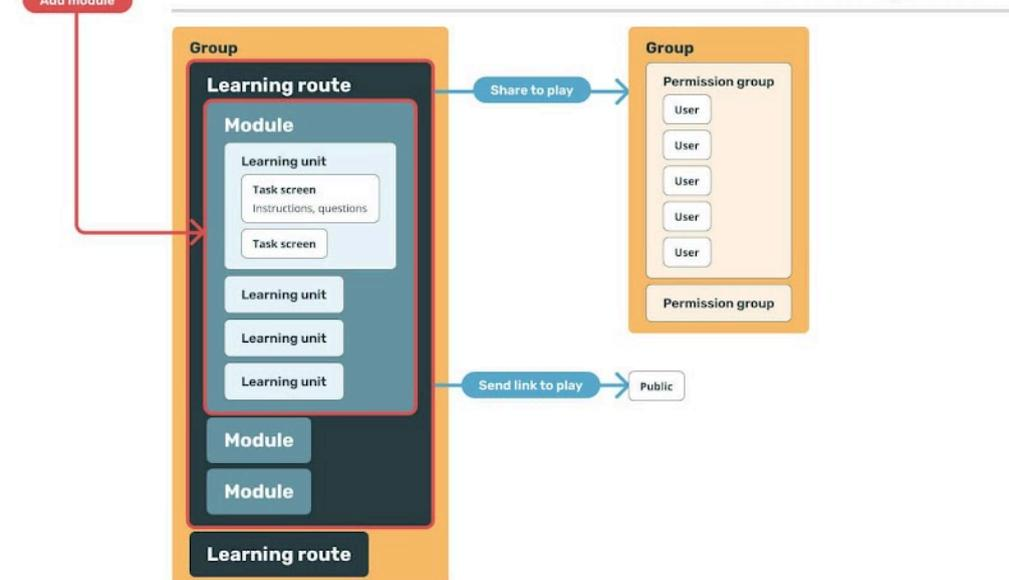 Add module
Group
Learning route
Module
Learning unit
Task screen
Instructions, questions
Task screen
Learning unit
Learning unit
Learning unit
Module
Module
Learning route
Share to play
Send link to play
Group
Permission group
User
User
User
User
User
Permission group
Public